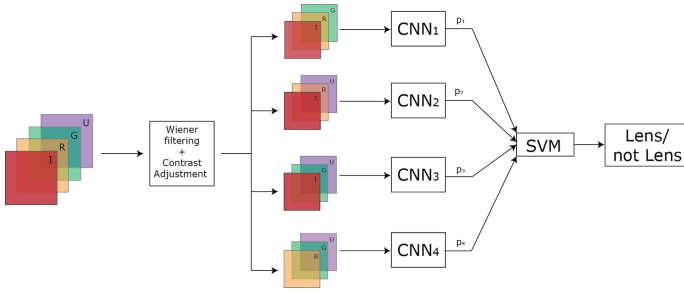 U
G
R
I
Wiener
filtering
+
Contrast
Adjustment
G
R
I
CNN1
p1
U
R
I
CNN2
p2
U
G
I
CNN3
p3
U
G
R
CNN4
p4
SVM
Lens/
not Lens